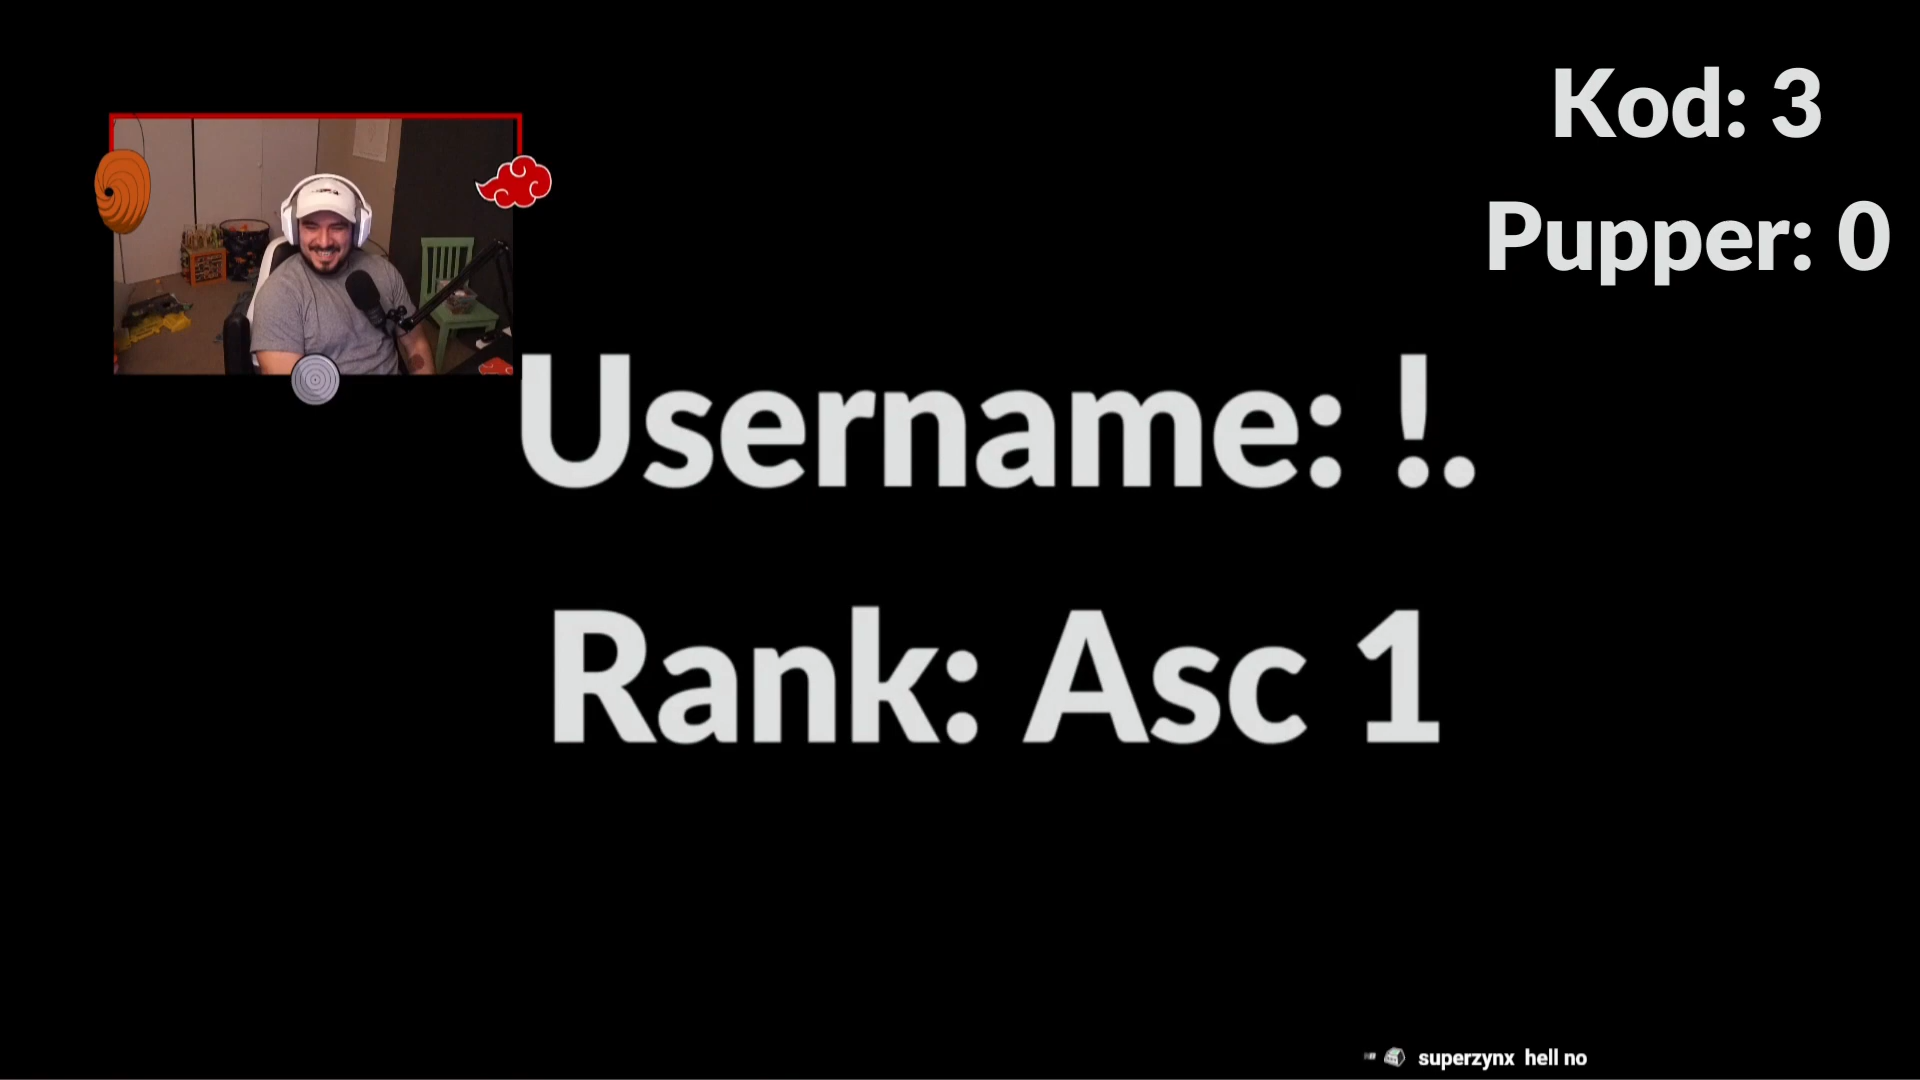 Kod: 3
Pupper: 0
Username: !.
Rank: Asc 1
superzynx hell no